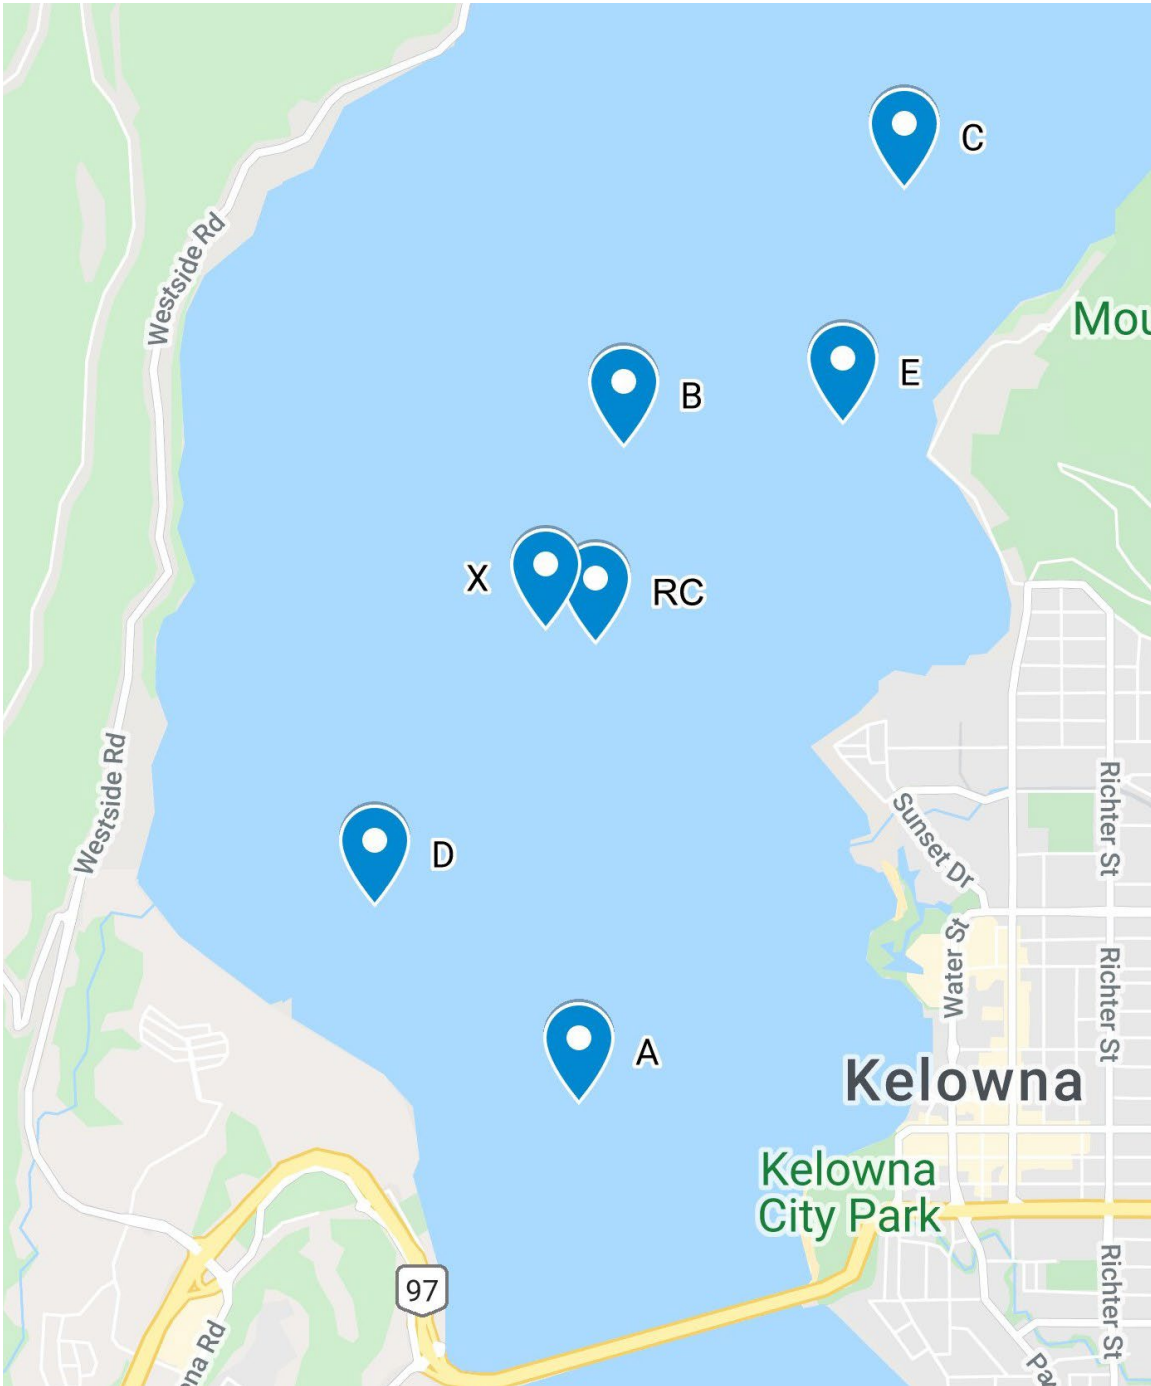 C
Westside Rd
Mou
E
B
X
RC
Westside Rd
Richter St
Sunset Dr
D
Water St
Richter St
A
Kelowna
Kelowna
City Park
97
Richter St
na Rd
Pa